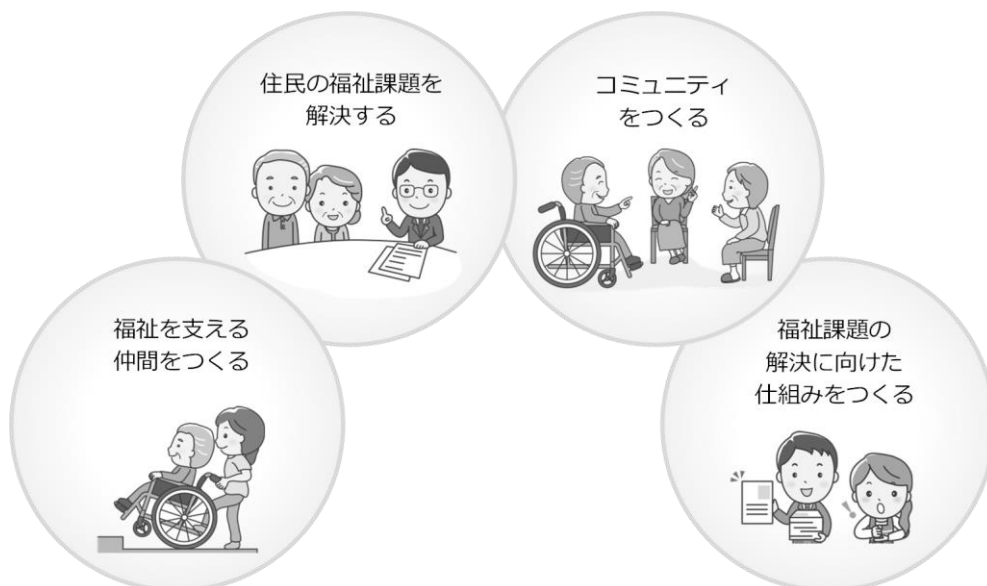 住民の福祉課題を
解決する
コミュニティ
をつくる
福祉を支える
仲間をつくる
福祉課題の
解決に向けた
仕組みをつくる